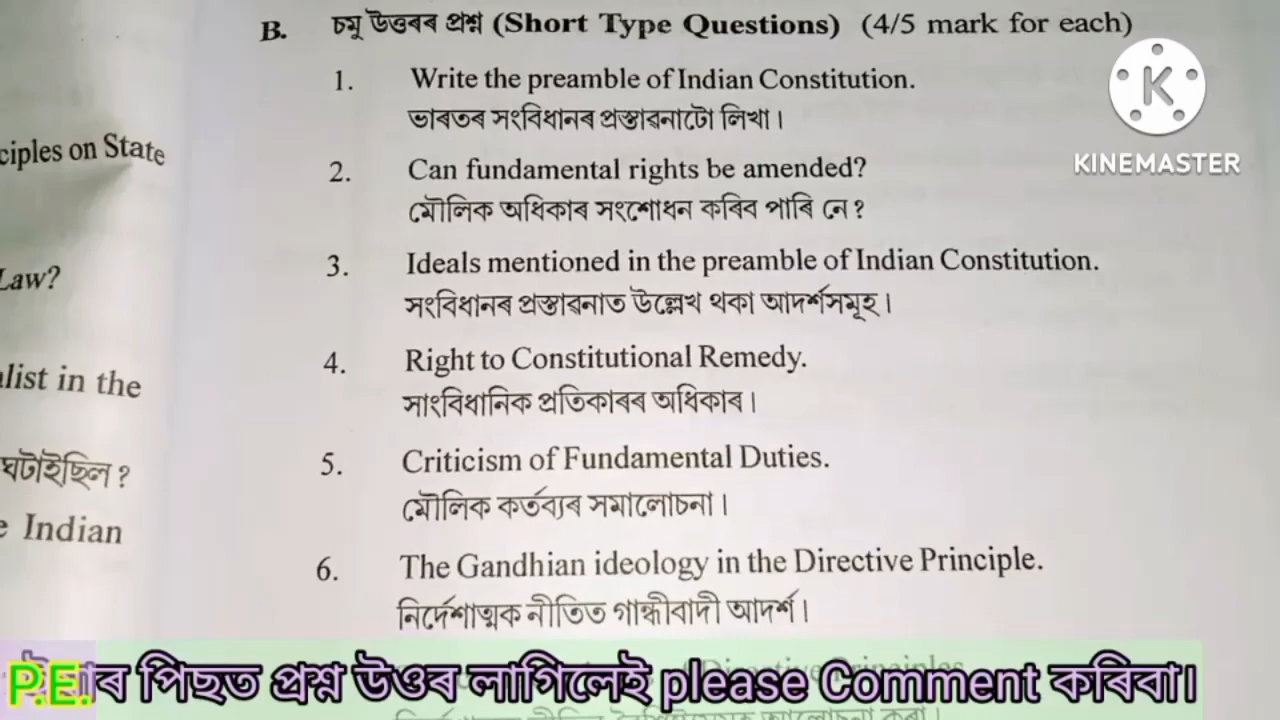 B. চমু উত্তৰৰ প্ৰশ্ন (Short Type Questions) (4/5 mark for each)
1. Write the preamble of Indian Constitution.
ভাৰতৰ সংবিধানৰ প্ৰস্তাৱনাটো লিখা।
2. Can fundamental rights be amended?
মৌলিক অধিকাৰ সংশোধন কৰিব পাৰি নে?
3. Ideals mentioned in the preamble of Indian Constitution.
সংবিধানৰ প্ৰস্তাৱনাত উল্লেখ থকা আদৰ্শসমূহ।
4. Right to Constitutional Remedy.
সাংবিধানিক প্ৰতিকাৰৰ অধিকাৰ।
5. Criticism of Fundamental Duties.
মৌলিক কৰ্তব্যৰ সমালোচনা।
6. The Gandhian ideology in the Directive Principle.
নিৰ্দেশাত্মক নীতিত গান্ধীবাদী আদৰ্শ।
ciples on State
Law?
alist in the
ঘটাইছিল?
e Indian
KINEMASTER
P.E.
পিছত প্ৰশ্ন উওৰ লাগিলেই please Comment কৰিবা।